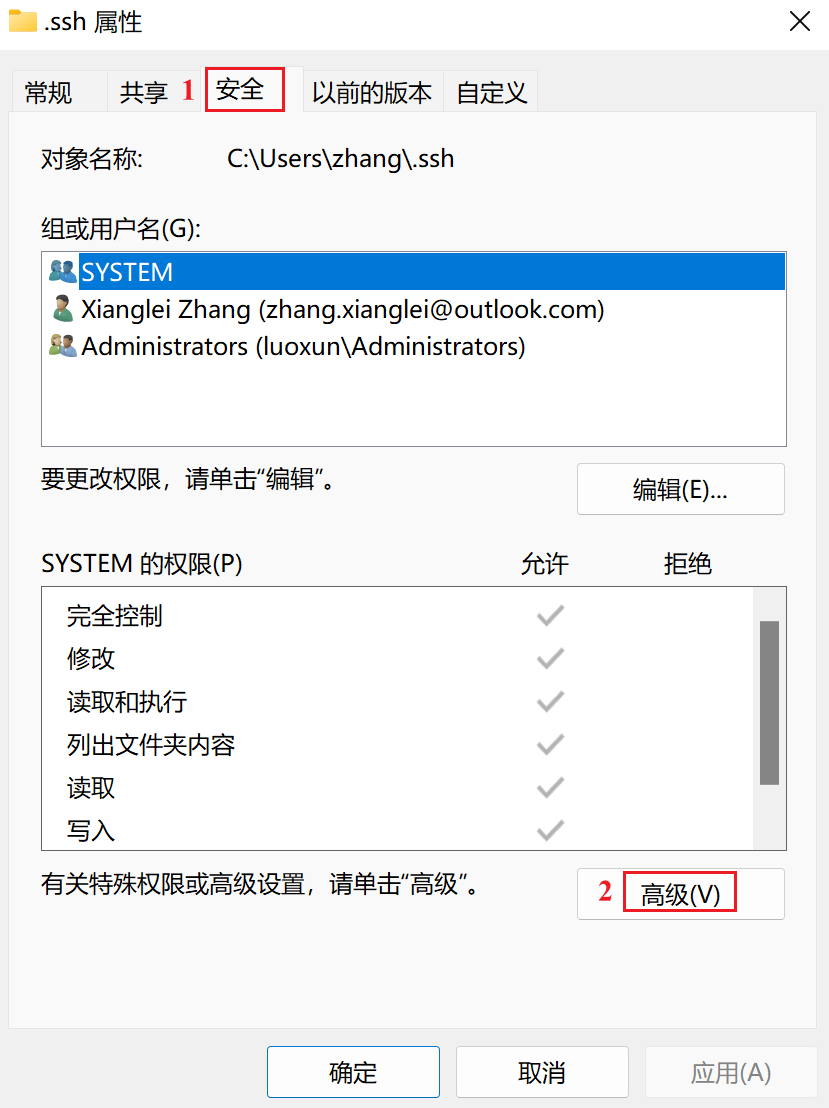 .ssh 属性
常规 共享 1 安全 以前的版本 自定义
对象名称: C:\Users\zhang\.ssh
组或用户名(G):
SYSTEM
Xianglei Zhang (zhang.xianglei@outlook.com)
Administrators (luoxun\Administrators)
要更改权限，请单击“编辑”。
编辑(E)...
SYSTEM 的权限(P) 允许 拒绝
完全控制
修改
读取和执行
列出文件夹内容
读取
写入
有关特殊权限或高级设置，请单击“高级”。
2 高级(V)
确定 取消 应用(A)